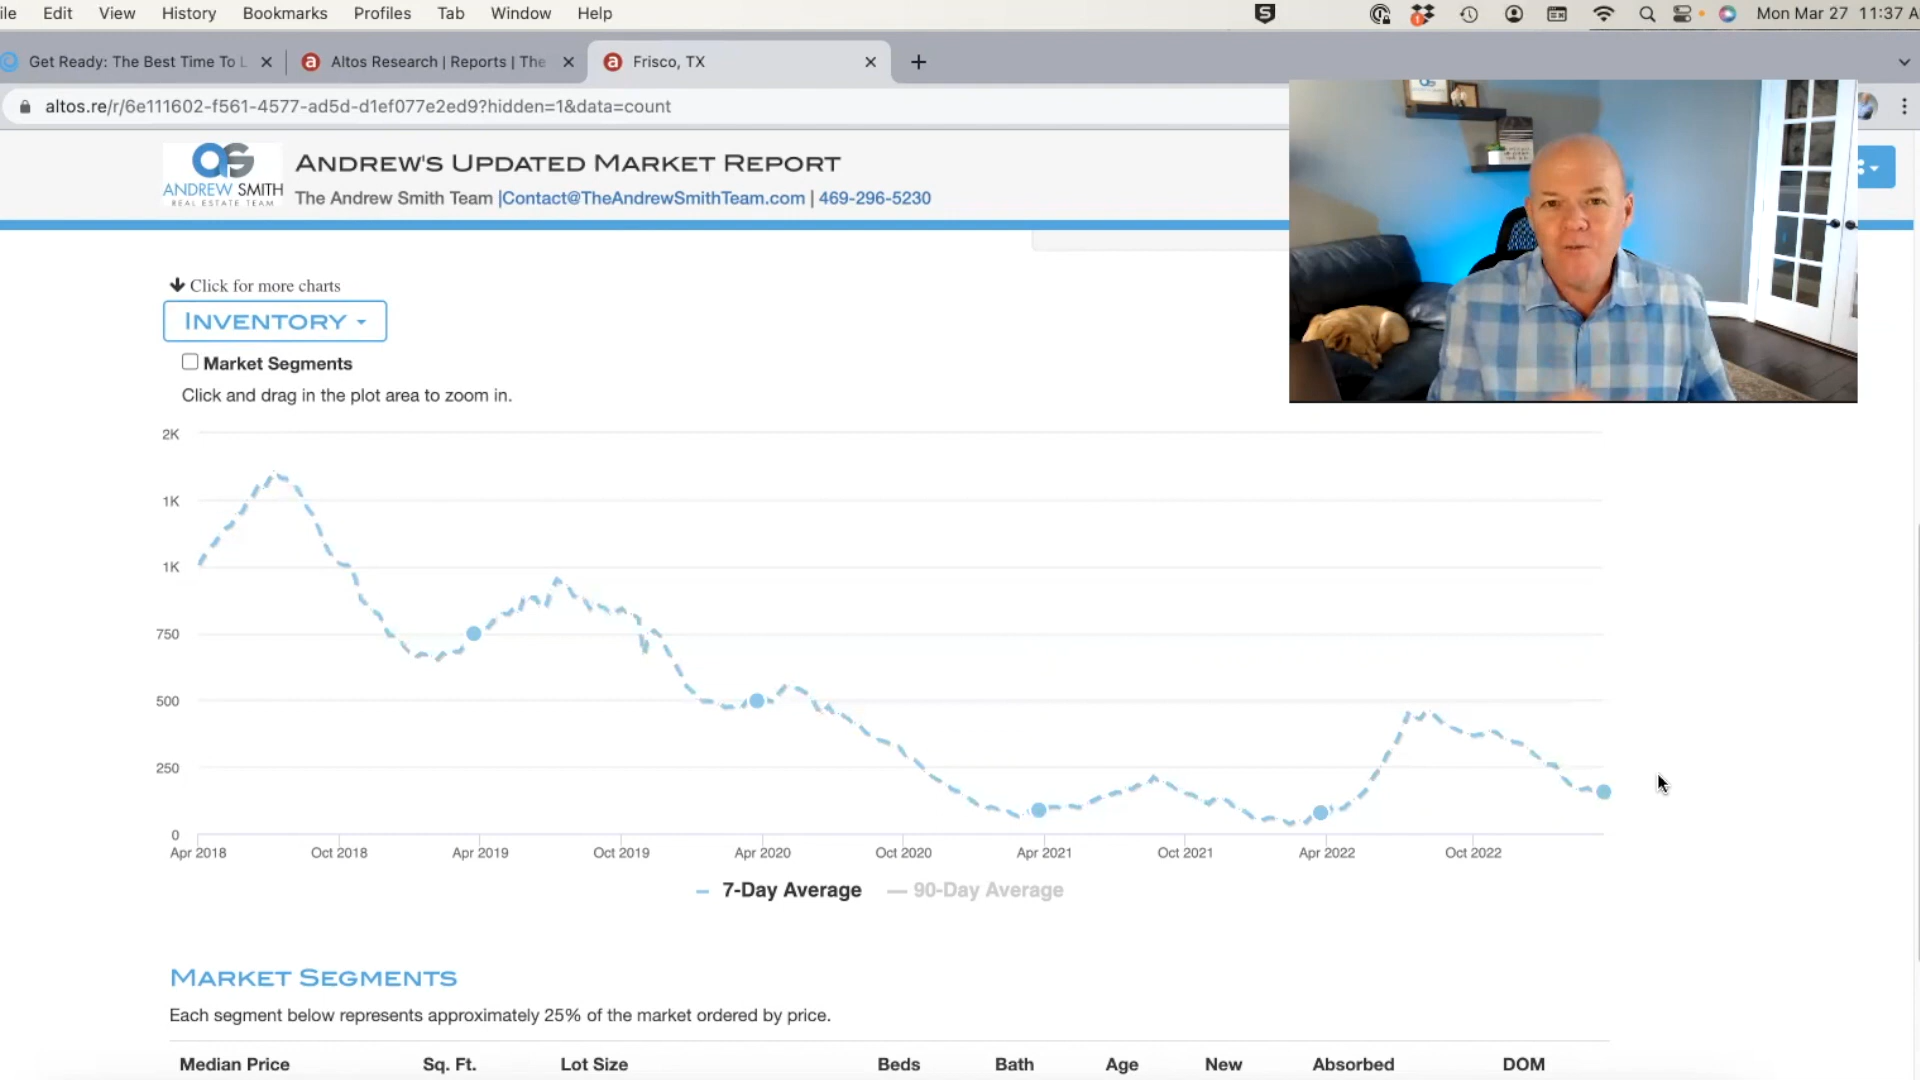 ile Edit View History Bookmarks Profiles Tab Window Help Mon Mar 27 11:37 A
Get Ready: The Best Time To L Altos Research | Reports | The Frisco, TX
altos.re/r/6e111602-f561-4577-ad5d-d1ef077e2ed9?hidden=1&data=count
ANDREW SMITH
REAL ESTATE TEAM
ANDREW'S UPDATED MARKET REPORT
The Andrew Smith Team |Contact@TheAndrewSmithTeam.com | 469-296-5230
Click for more charts
INVENTORY
Market Segments
Click and drag in the plot area to zoom in.
2K
1K
1K
750
500
250
0
Apr 2018 Oct 2018 Apr 2019 Oct 2019 Apr 2020 Oct 2020 Apr 2021 Oct 2021 Apr 2022 Oct 2022
7-Day Average 90-Day Average
MARKET SEGMENTS
Each segment below represents approximately 25% of the market ordered by price.
Median Price Sq. Ft. Lot Size Beds Bath Age New Absorbed DOM